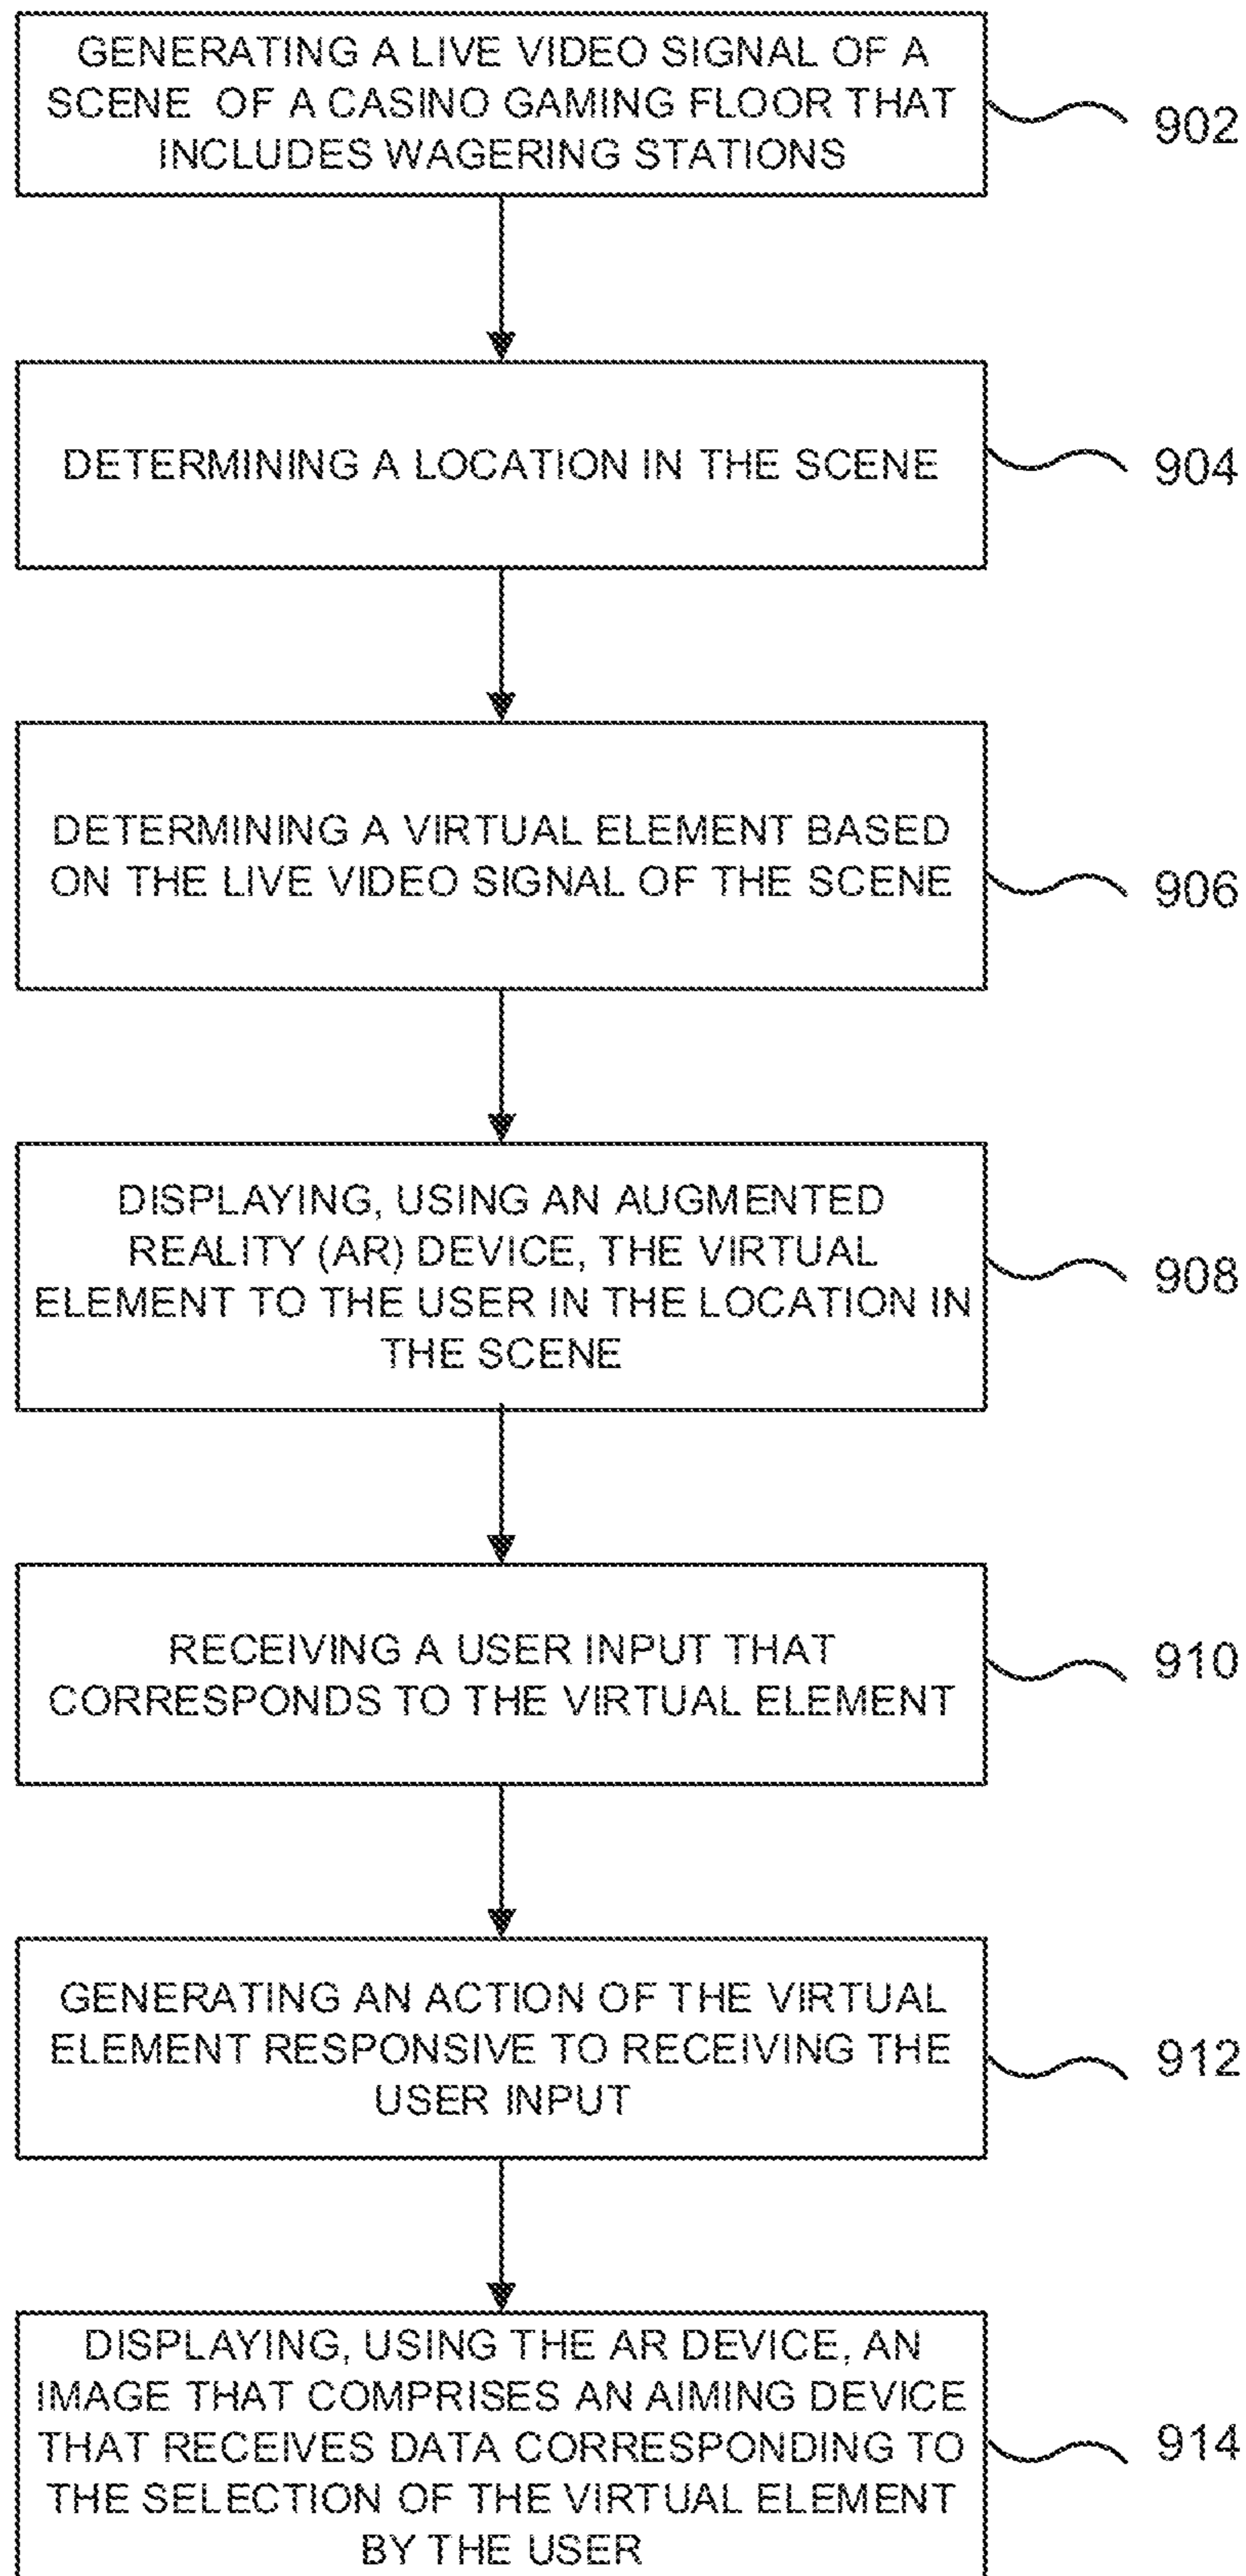 GENERATING A LIVE VIDEO SIGNAL OF A
SCENE OF A CASINO GAMING FLOOR THAT
INCLUDES WAGERING STATIONS
902
DETERMINING A LOCATION IN THE SCENE
904
DETERMINING A VIRTUAL ELEMENT BASED
ON THE LIVE VIDEO SIGNAL OF THE SCENE
906
DISPLAYING, USING AN AUGMENTED
REALITY (AR) DEVICE, THE VIRTUAL
ELEMENT TO THE USER IN THE LOCATION IN
THE SCENE
908
RECEIVING A USER INPUT THAT
CORRESPONDS TO THE VIRTUAL ELEMENT
910
GENERATING AN ACTION OF THE VIRTUAL
ELEMENT RESPONSIVE TO RECEIVING THE
USER INPUT
912
DISPLAYING, USING THE AR DEVICE, AN
IMAGE THAT COMPRISES AN AIMING DEVICE
THAT RECEIVES DATA CORRESPONDING TO
THE SELECTION OF THE VIRTUAL ELEMENT
BY THE USER
914